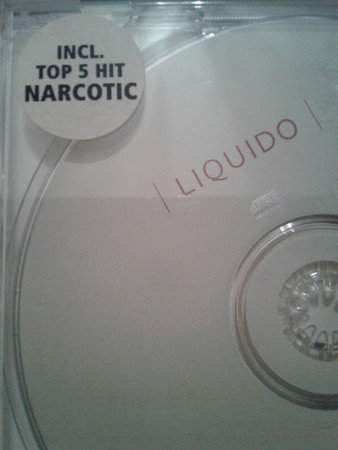 INCL.
TOP 5 HIT
NARCOTIC
| LIQUIDO |